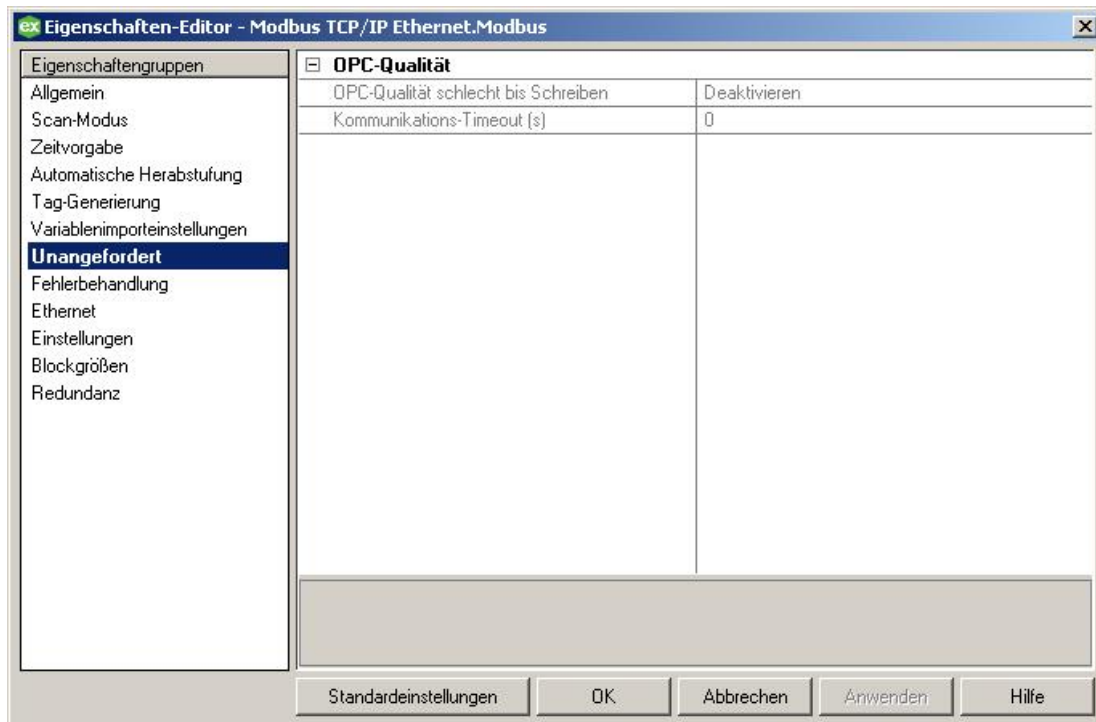 ex Eigenschaften-Editor - Modbus TCP/IP Ethernet.Modbus
Eigenschaftengruppen
Allgemein
Scan-Modus
Zeitvorgabe
Automatische Herabstufung
Tag-Generierung
Variablenimporteinstellungen
Unangefordert
Fehlerbehandlung
Ethernet
Einstellungen
Blockgrößen
Redundanz
OPC-Qualität
OPC-Qualität schlecht bis Schreiben Deaktivieren
Kommunikations-Timeout (s) 0
Standardeinstellungen OK Abbrechen Anwenden Hilfe